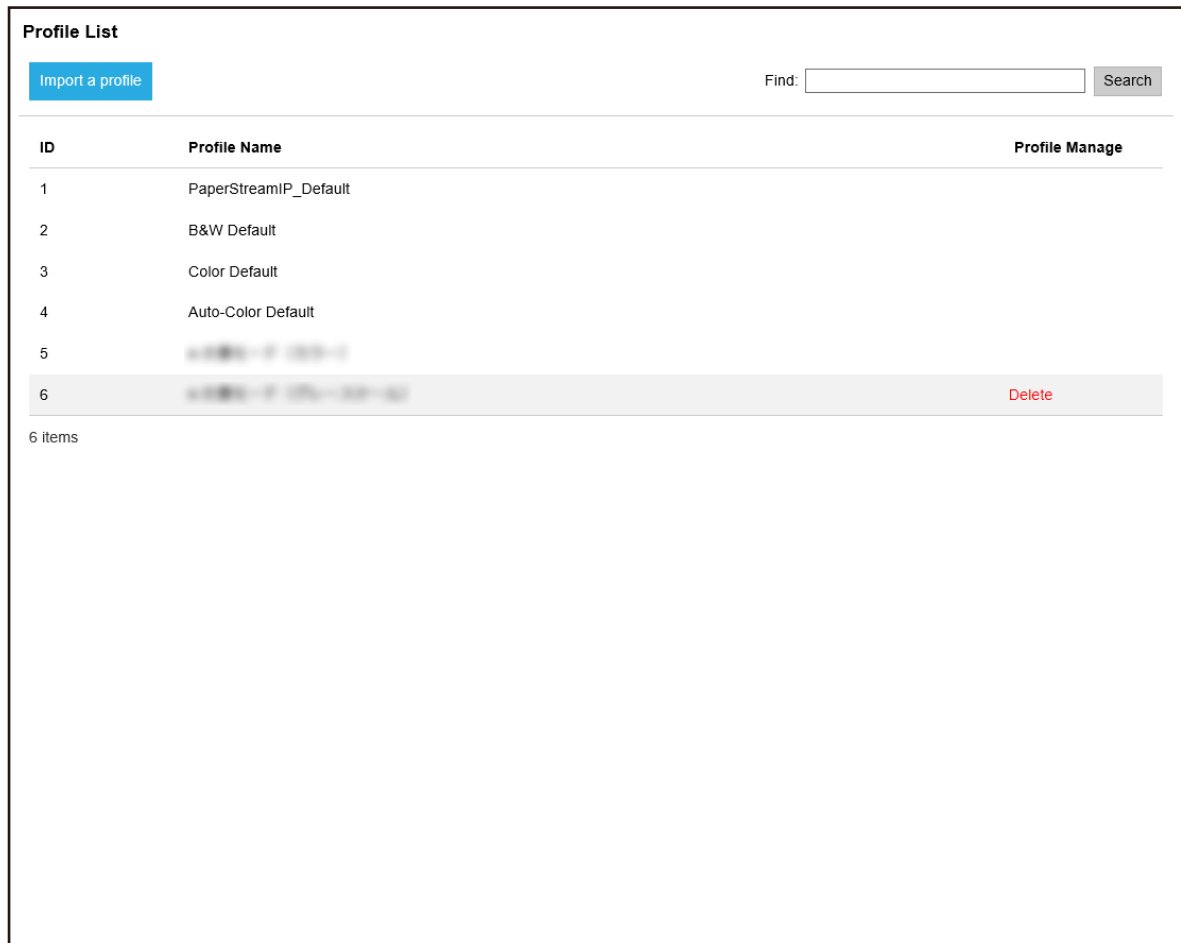 Profile List
Import a profile Find: Search
ID Profile Name Profile Manage
1 PaperStreamIP_Default
2 B&W Default
3 Color Default
4 Auto-Color Default
5
6 Delete
6 items